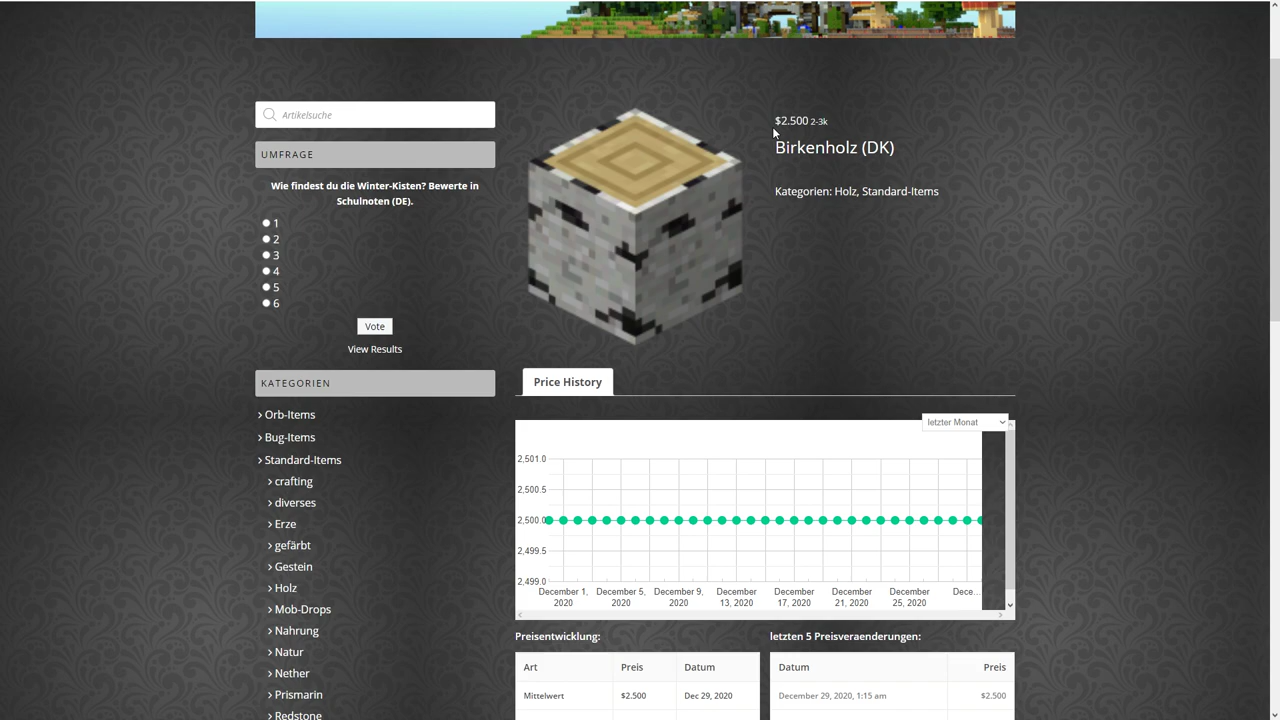 Artikelsuche
UMFRAGE
Wie findest du die Winter-Kisten? Bewerte in
Schulnoten (DE).
1
2
3
4
5
6
Vote
View Results
KATEGORIEN
Orb-Items
Bug-Items
Standard-Items
crafting
diverses
Erze
gefärbt
Gestein
Holz
Mob-Drops
Nahrung
Natur
Nether
Prismarin
Redstone
$2.500 2-3k
Birkenholz (DK)
Kategorien: Holz, Standard-Items
Price History
letzter Monat
2,501.0
2,500.5
2,500.0
2,499.5
2,499.0
December 1, 2020
December 5, 2020
December 9, 2020
December 13, 2020
December 17, 2020
December 21, 2020
December 25, 2020
Dece...
Preisentwicklung:
Art Preis Datum
Mittelwert $2.500 Dec 29, 2020
letzten 5 Preisveraenderungen:
Datum Preis
December 29, 2020, 1:15 am $2.500